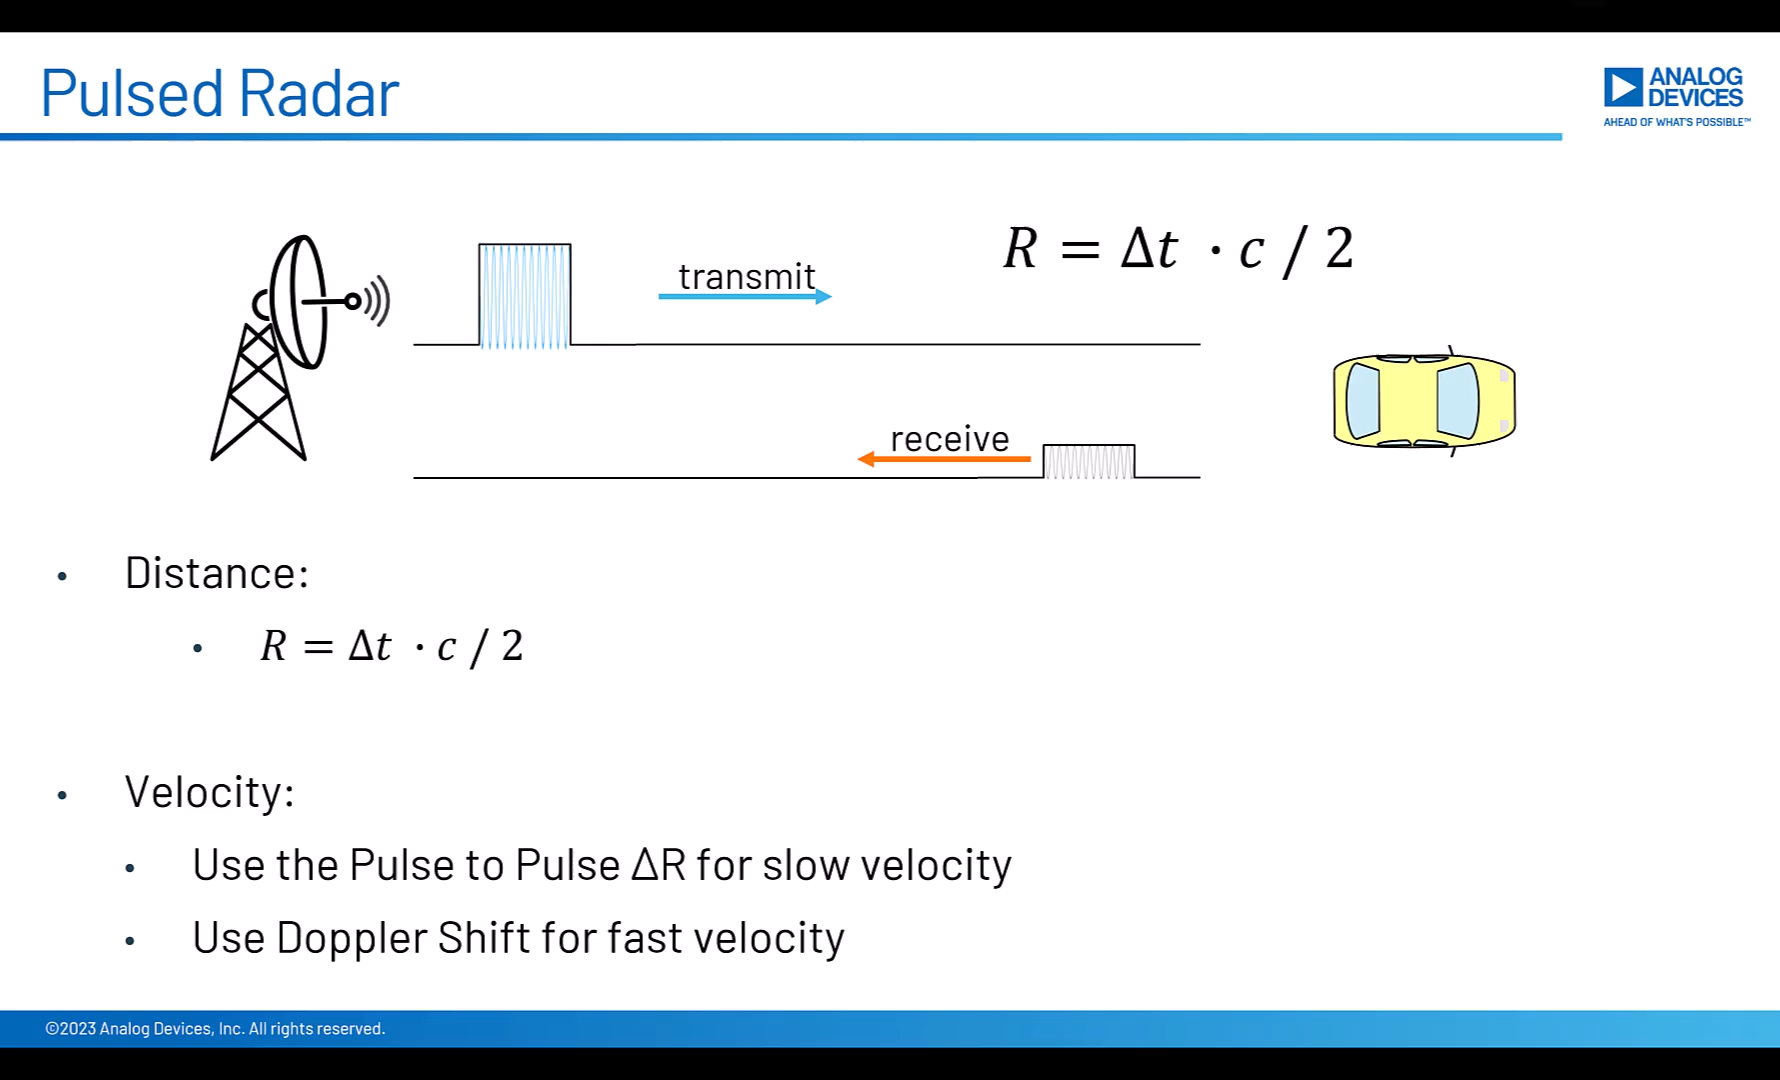 Pulsed Radar
ANALOG
DEVICES
AHEAD OF WHAT'S POSSIBLE™
R = Δt · c / 2
transmit
receive
• Distance:
• R = Δt · c / 2
• Velocity:
• Use the Pulse to Pulse ΔR for slow velocity
• Use Doppler Shift for fast velocity
©2023 Analog Devices, Inc. All rights reserved.